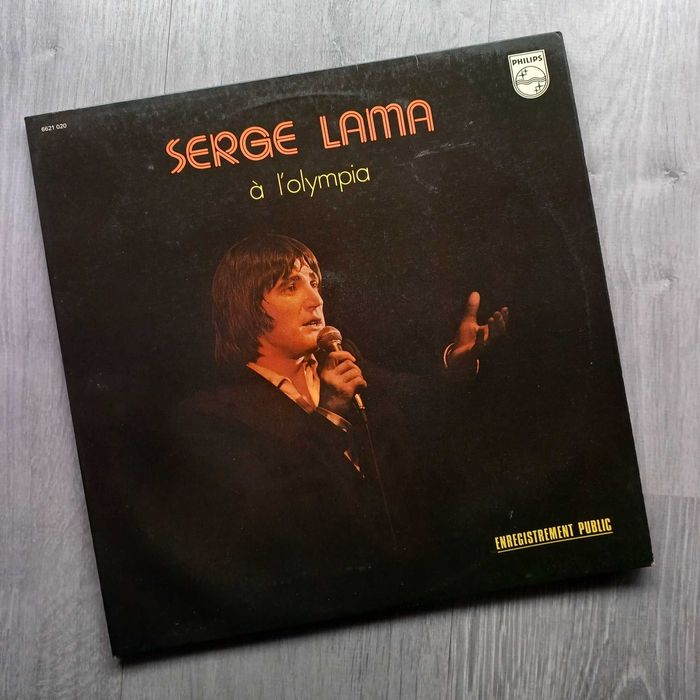 PHILIPS
6621 020
SERGE LAMA
à l'olympia
ENREGISTREMENT PUBLIC